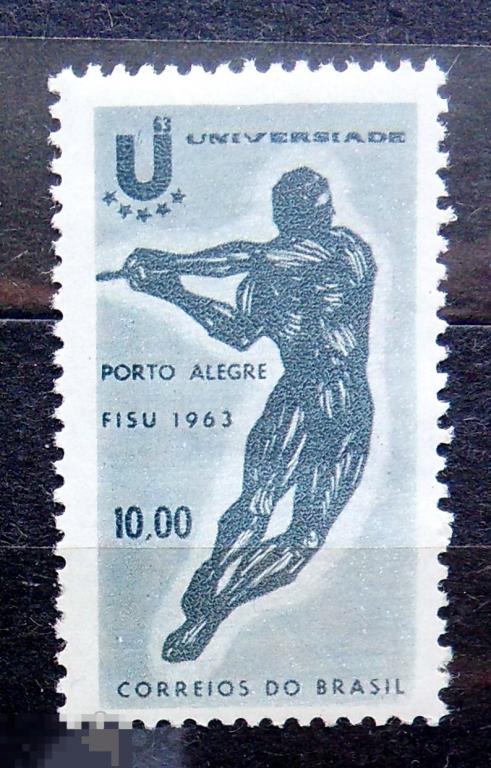 U 63 UNIVERSIADE
PORTO ALEGRE
FISU 1963
10,00
CORREIOS DO BRASIL